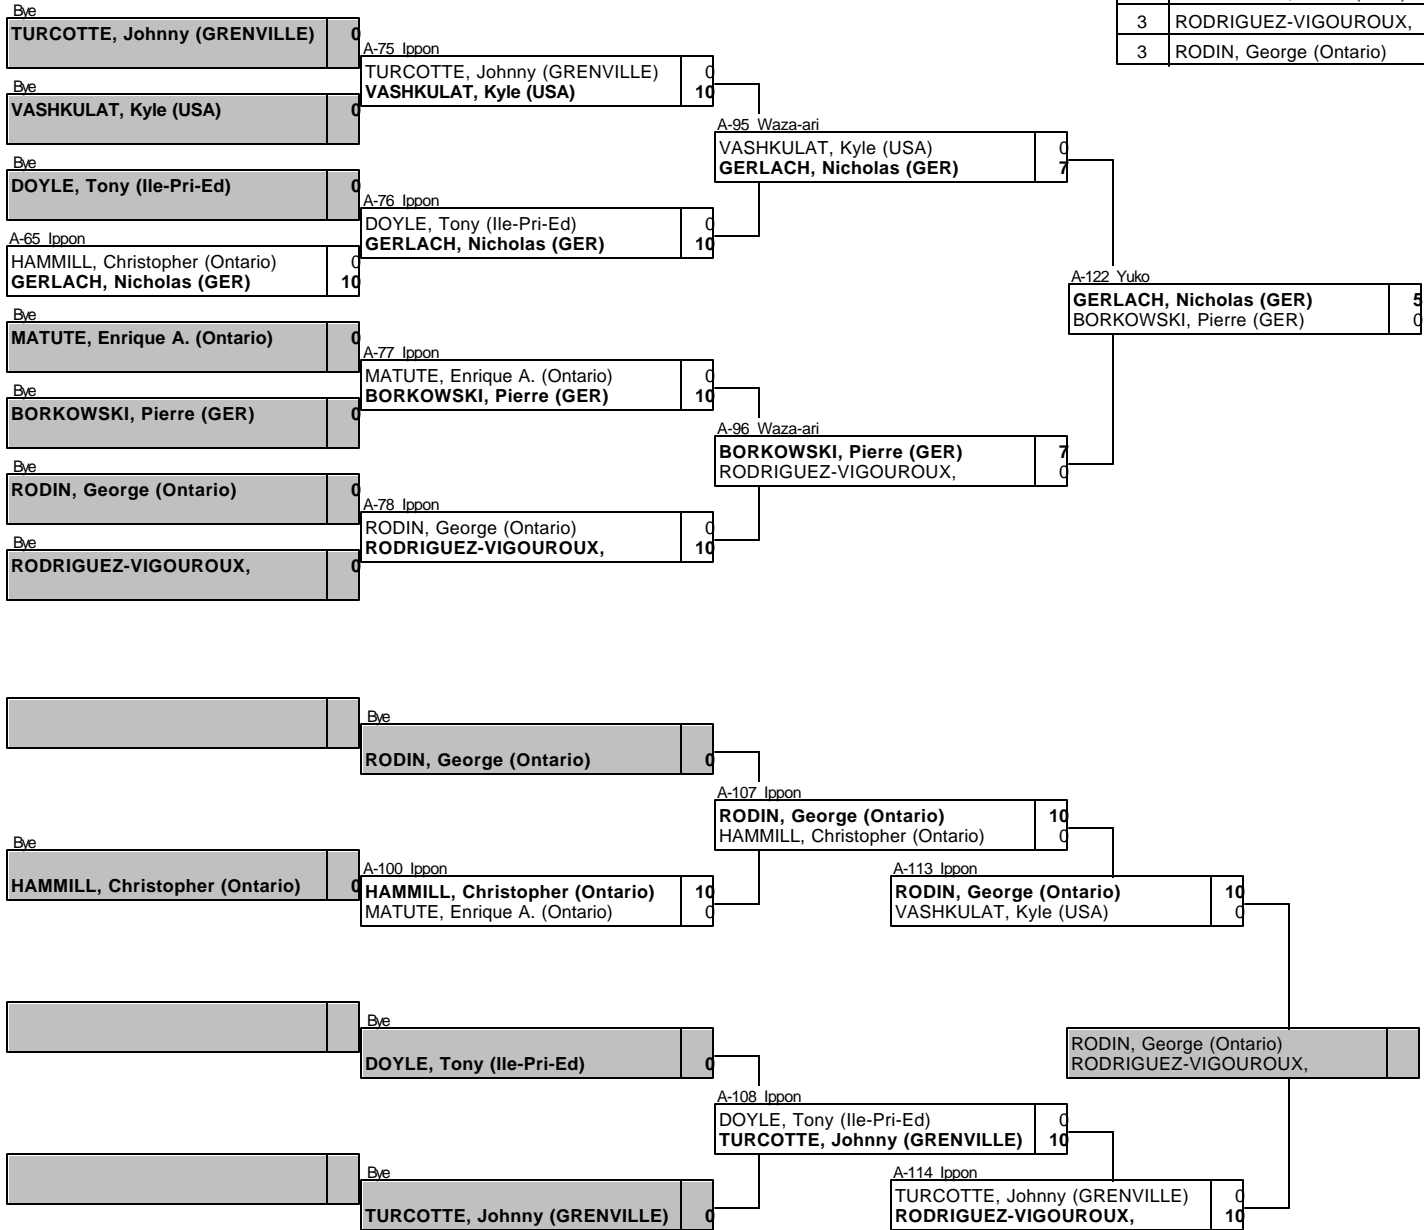 Bye
TURCOTTE, Johnny (GRENVILLE) 0
Bye
VASHKULAT, Kyle (USA) 0
Bye
DOYLE, Tony (Ile-Pri-Ed) 0
A-65 Ippon
HAMMILL, Christopher (Ontario) 0
GERLACH, Nicholas (GER) 10
Bye
MATUTE, Enrique A. (Ontario) 0
Bye
BORKOWSKI, Pierre (GER) 0
Bye
RODIN, George (Ontario) 0
Bye
RODRIGUEZ-VIGOUROUX, 0
A-75 Ippon
TURCOTTE, Johnny (GRENVILLE) 0
VASHKULAT, Kyle (USA) 10
A-76 Ippon
DOYLE, Tony (Ile-Pri-Ed) 0
GERLACH, Nicholas (GER) 10
A-77 Ippon
MATUTE, Enrique A. (Ontario) 0
BORKOWSKI, Pierre (GER) 10
A-78 Ippon
RODIN, George (Ontario) 0
RODRIGUEZ-VIGOUROUX, 10
A-95 Waza-ari
VASHKULAT, Kyle (USA) 0
GERLACH, Nicholas (GER) 7
A-96 Waza-ari
BORKOWSKI, Pierre (GER) 7
RODRIGUEZ-VIGOUROUX, 0
A-122 Yuko
GERLACH, Nicholas (GER) 5
BORKOWSKI, Pierre (GER) 0
3 RODRIGUEZ-VIGOUROUX,
3 RODIN, George (Ontario)
Bye
HAMMILL, Christopher (Ontario) 0
Bye
RODIN, George (Ontario) 0
A-100 Ippon
HAMMILL, Christopher (Ontario) 10
MATUTE, Enrique A. (Ontario) 0
Bye
DOYLE, Tony (Ile-Pri-Ed) 0
Bye
TURCOTTE, Johnny (GRENVILLE) 0
A-107 Ippon
RODIN, George (Ontario) 10
HAMMILL, Christopher (Ontario) 0
A-108 Ippon
DOYLE, Tony (Ile-Pri-Ed) 0
TURCOTTE, Johnny (GRENVILLE) 10
A-113 Ippon
RODIN, George (Ontario) 10
VASHKULAT, Kyle (USA) 0
A-114 Ippon
TURCOTTE, Johnny (GRENVILLE) 0
RODRIGUEZ-VIGOUROUX, 10
RODIN, George (Ontario)
RODRIGUEZ-VIGOUROUX,